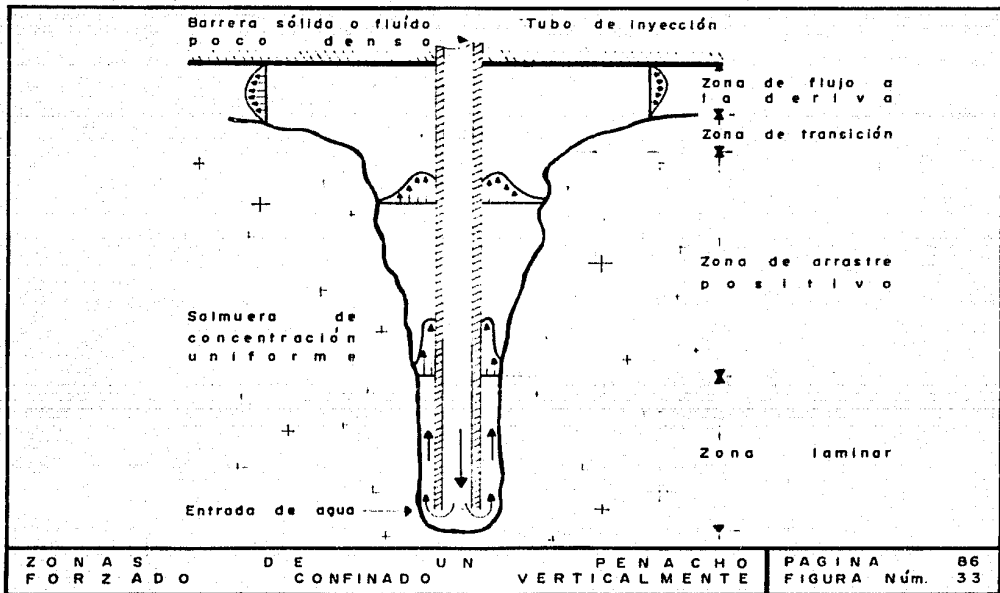 Barrera sólida o fluído
poco denso
Tubo de inyección
Zona de flujo a
la deriva
Zona de transición
Zona de arrastre
positivo
Salmuera de
concentración
uniforme
Zona laminar
Entrada de agua
ZONAS DE UN PENACHO
FORZADO CONFINADO VERTICALMENTE
PAGINA 86
FIGURA Núm. 33